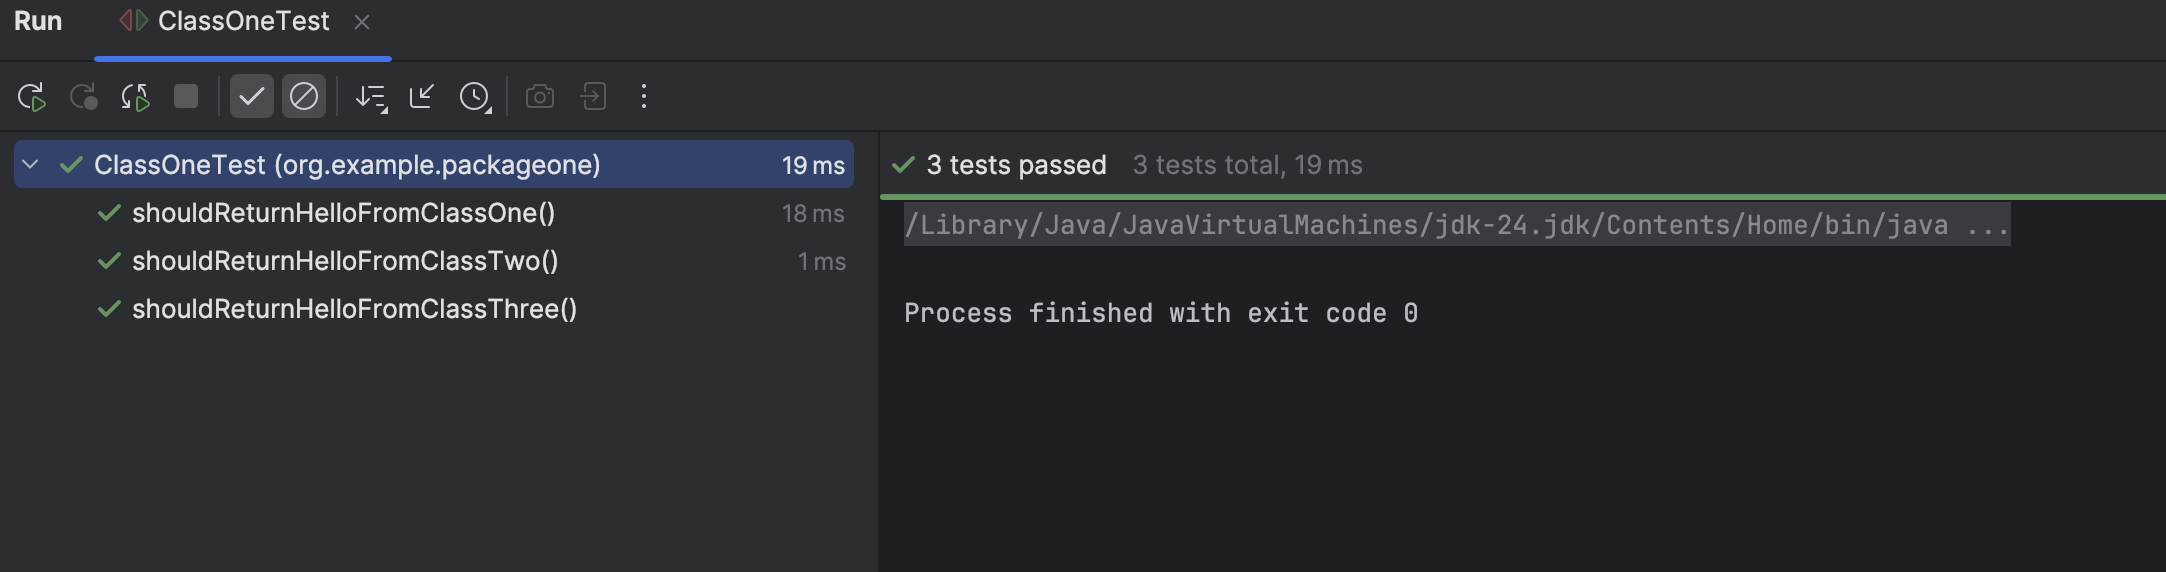 Run ClassOneTest
ClassOneTest (org.example.packageone) 19 ms
shouldReturnHelloFromClassOne() 18 ms
shouldReturnHelloFromClassTwo() 1 ms
shouldReturnHelloFromClassThree()
3 tests passed 3 tests total, 19 ms
/Library/Java/JavaVirtualMachines/jdk-24.jdk/Contents/Home/bin/java ...
Process finished with exit code 0